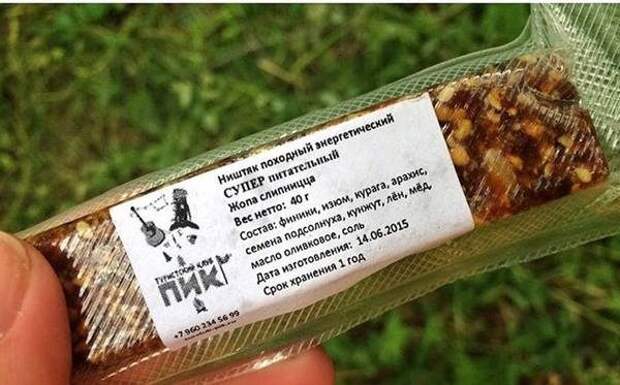 Ништяк походный энергетический
СУПЕР питательный
Жопа слипницца
Вес нетто: 40 г
Состав: финики, изюм, курага, арахис,
семена подсолнуха, кунжут, лён, мёд,
масло оливковое, соль
Дата изготовления: 14.06.2015
Срок хранения 1 год
ТУРИСТСКИЙ КЛУБ
ПИК
+7 960 234 56 99